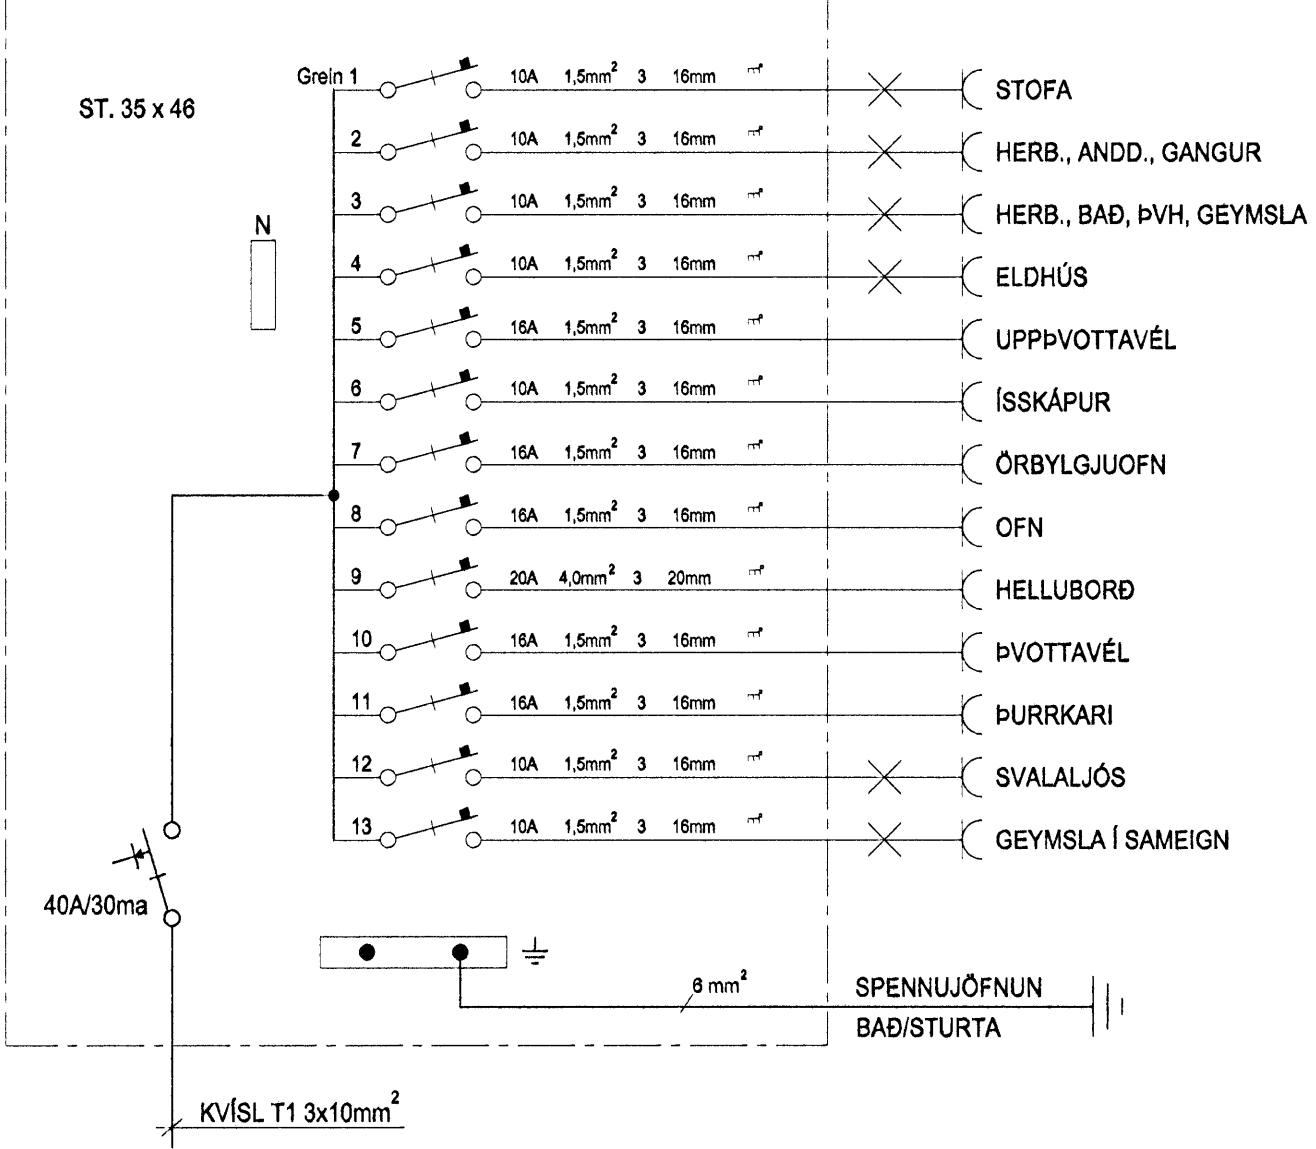 Grein 1 10A 1,5mm² 3 16mm STOFA
ST. 35 x 46
2 10A 1,5mm² 3 16mm HERB., ANDD., GANGUR
3 10A 1,5mm² 3 16mm HERB., BAÐ, ÞVH, GEYMSLA
N
4 10A 1,5mm² 3 16mm ELDHÚS
5 16A 1,5mm² 3 16mm UPPÞVOTTAVÉL
6 10A 1,5mm² 3 16mm ÍSSKÁPUR
7 16A 1,5mm² 3 16mm ÖRBYLGJUOFN
8 16A 1,5mm² 3 16mm OFN
9 20A 4,0mm² 3 20mm HELLUBORÐ
10 16A 1,5mm² 3 16mm ÞVOTTAVÉL
11 16A 1,5mm² 3 16mm ÞURRKARI
12 10A 1,5mm² 3 16mm SVALALJÓS
13 10A 1,5mm² 3 16mm GEYMSLA Í SAMEIGN
40A/30ma
6 mm² SPENNUJÖFNUN
BAÐ/STURTA
KVÍSL T1 3x10mm²